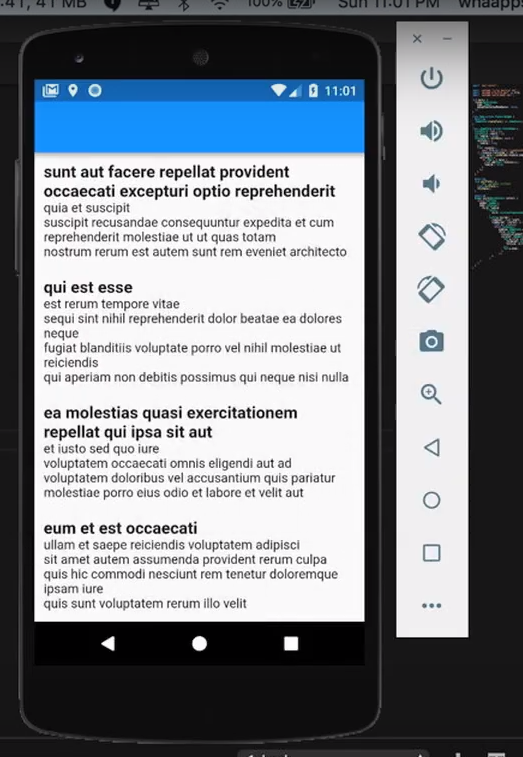 41, 41 MB 100% Sun 11:01 PM whaapps
11:01
sunt aut facere repellat provident
occaecati excepturi optio reprehenderit
quia et suscipit
suscipit recusandae consequuntur expedita et cum
reprehenderit molestiae ut ut quas totam
nostrum rerum est autem sunt rem eveniet architecto
qui est esse
est rerum tempore vitae
sequi sint nihil reprehenderit dolor beatae ea dolores
neque
fugiat blanditiis voluptate porro vel nihil molestiae ut
reiciendis
qui aperiam non debitis possimus qui neque nisi nulla
ea molestias quasi exercitationem
repellat qui ipsa sit aut
et iusto sed quo iure
voluptatem occaecati omnis eligendi aut ad
voluptatem doloribus vel accusantium quis pariatur
molestiae porro eius odio et labore et velit aut
eum et est occaecati
ullam et saepe reiciendis voluptatem adipisci
sit amet autem assumenda provident rerum culpa
quis hic commodi nesciunt rem tenetur doloremque
ipsam iure
quis sunt voluptatem rerum illo velit